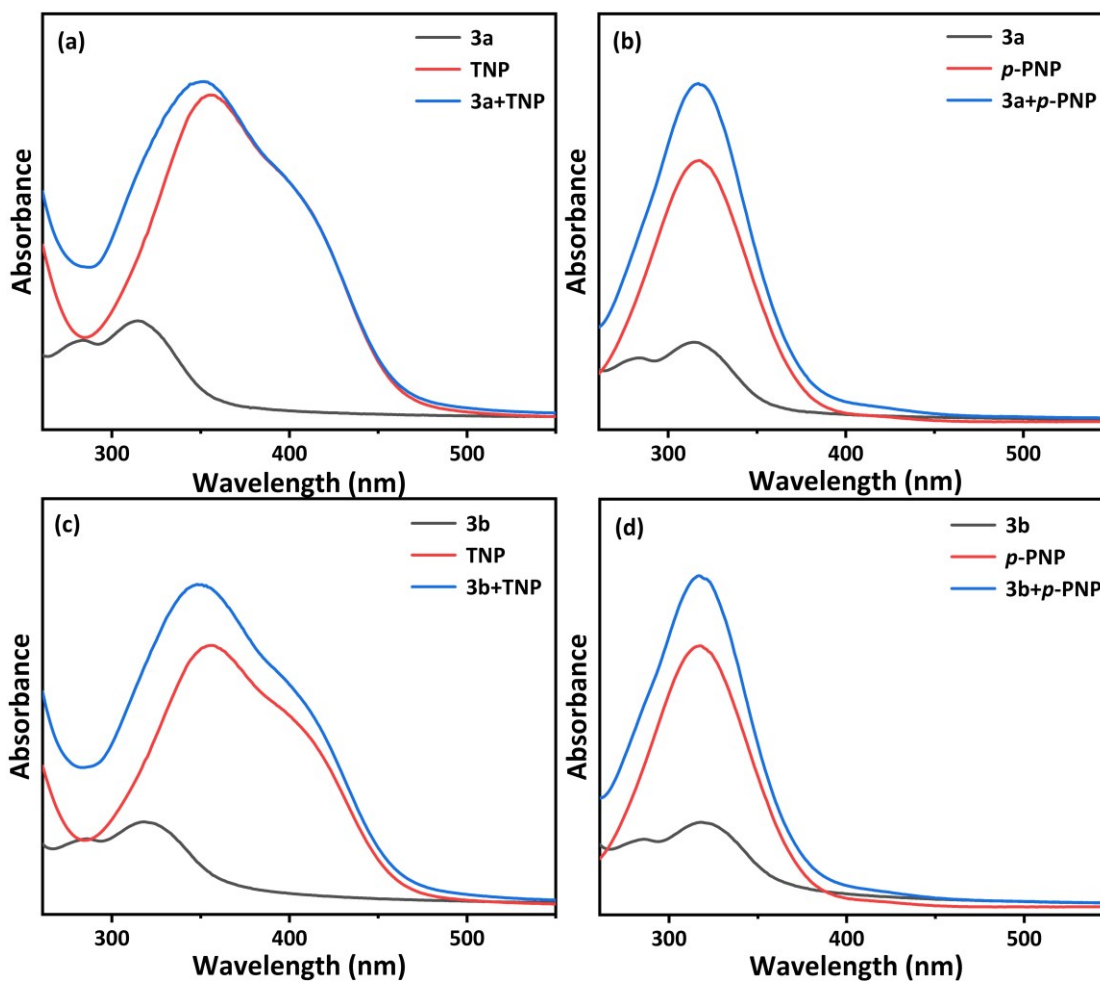 (a)
3a
TNP
3a+TNP
Absorbance
300 400 500
Wavelength (nm)
(b)
3a
p-PNP
3a+p-PNP
Absorbance
300 400 500
Wavelength (nm)
(c)
3b
TNP
3b+TNP
Absorbance
300 400 500
Wavelength (nm)
(d)
3b
p-PNP
3b+p-PNP
Absorbance
300 400 500
Wavelength (nm)